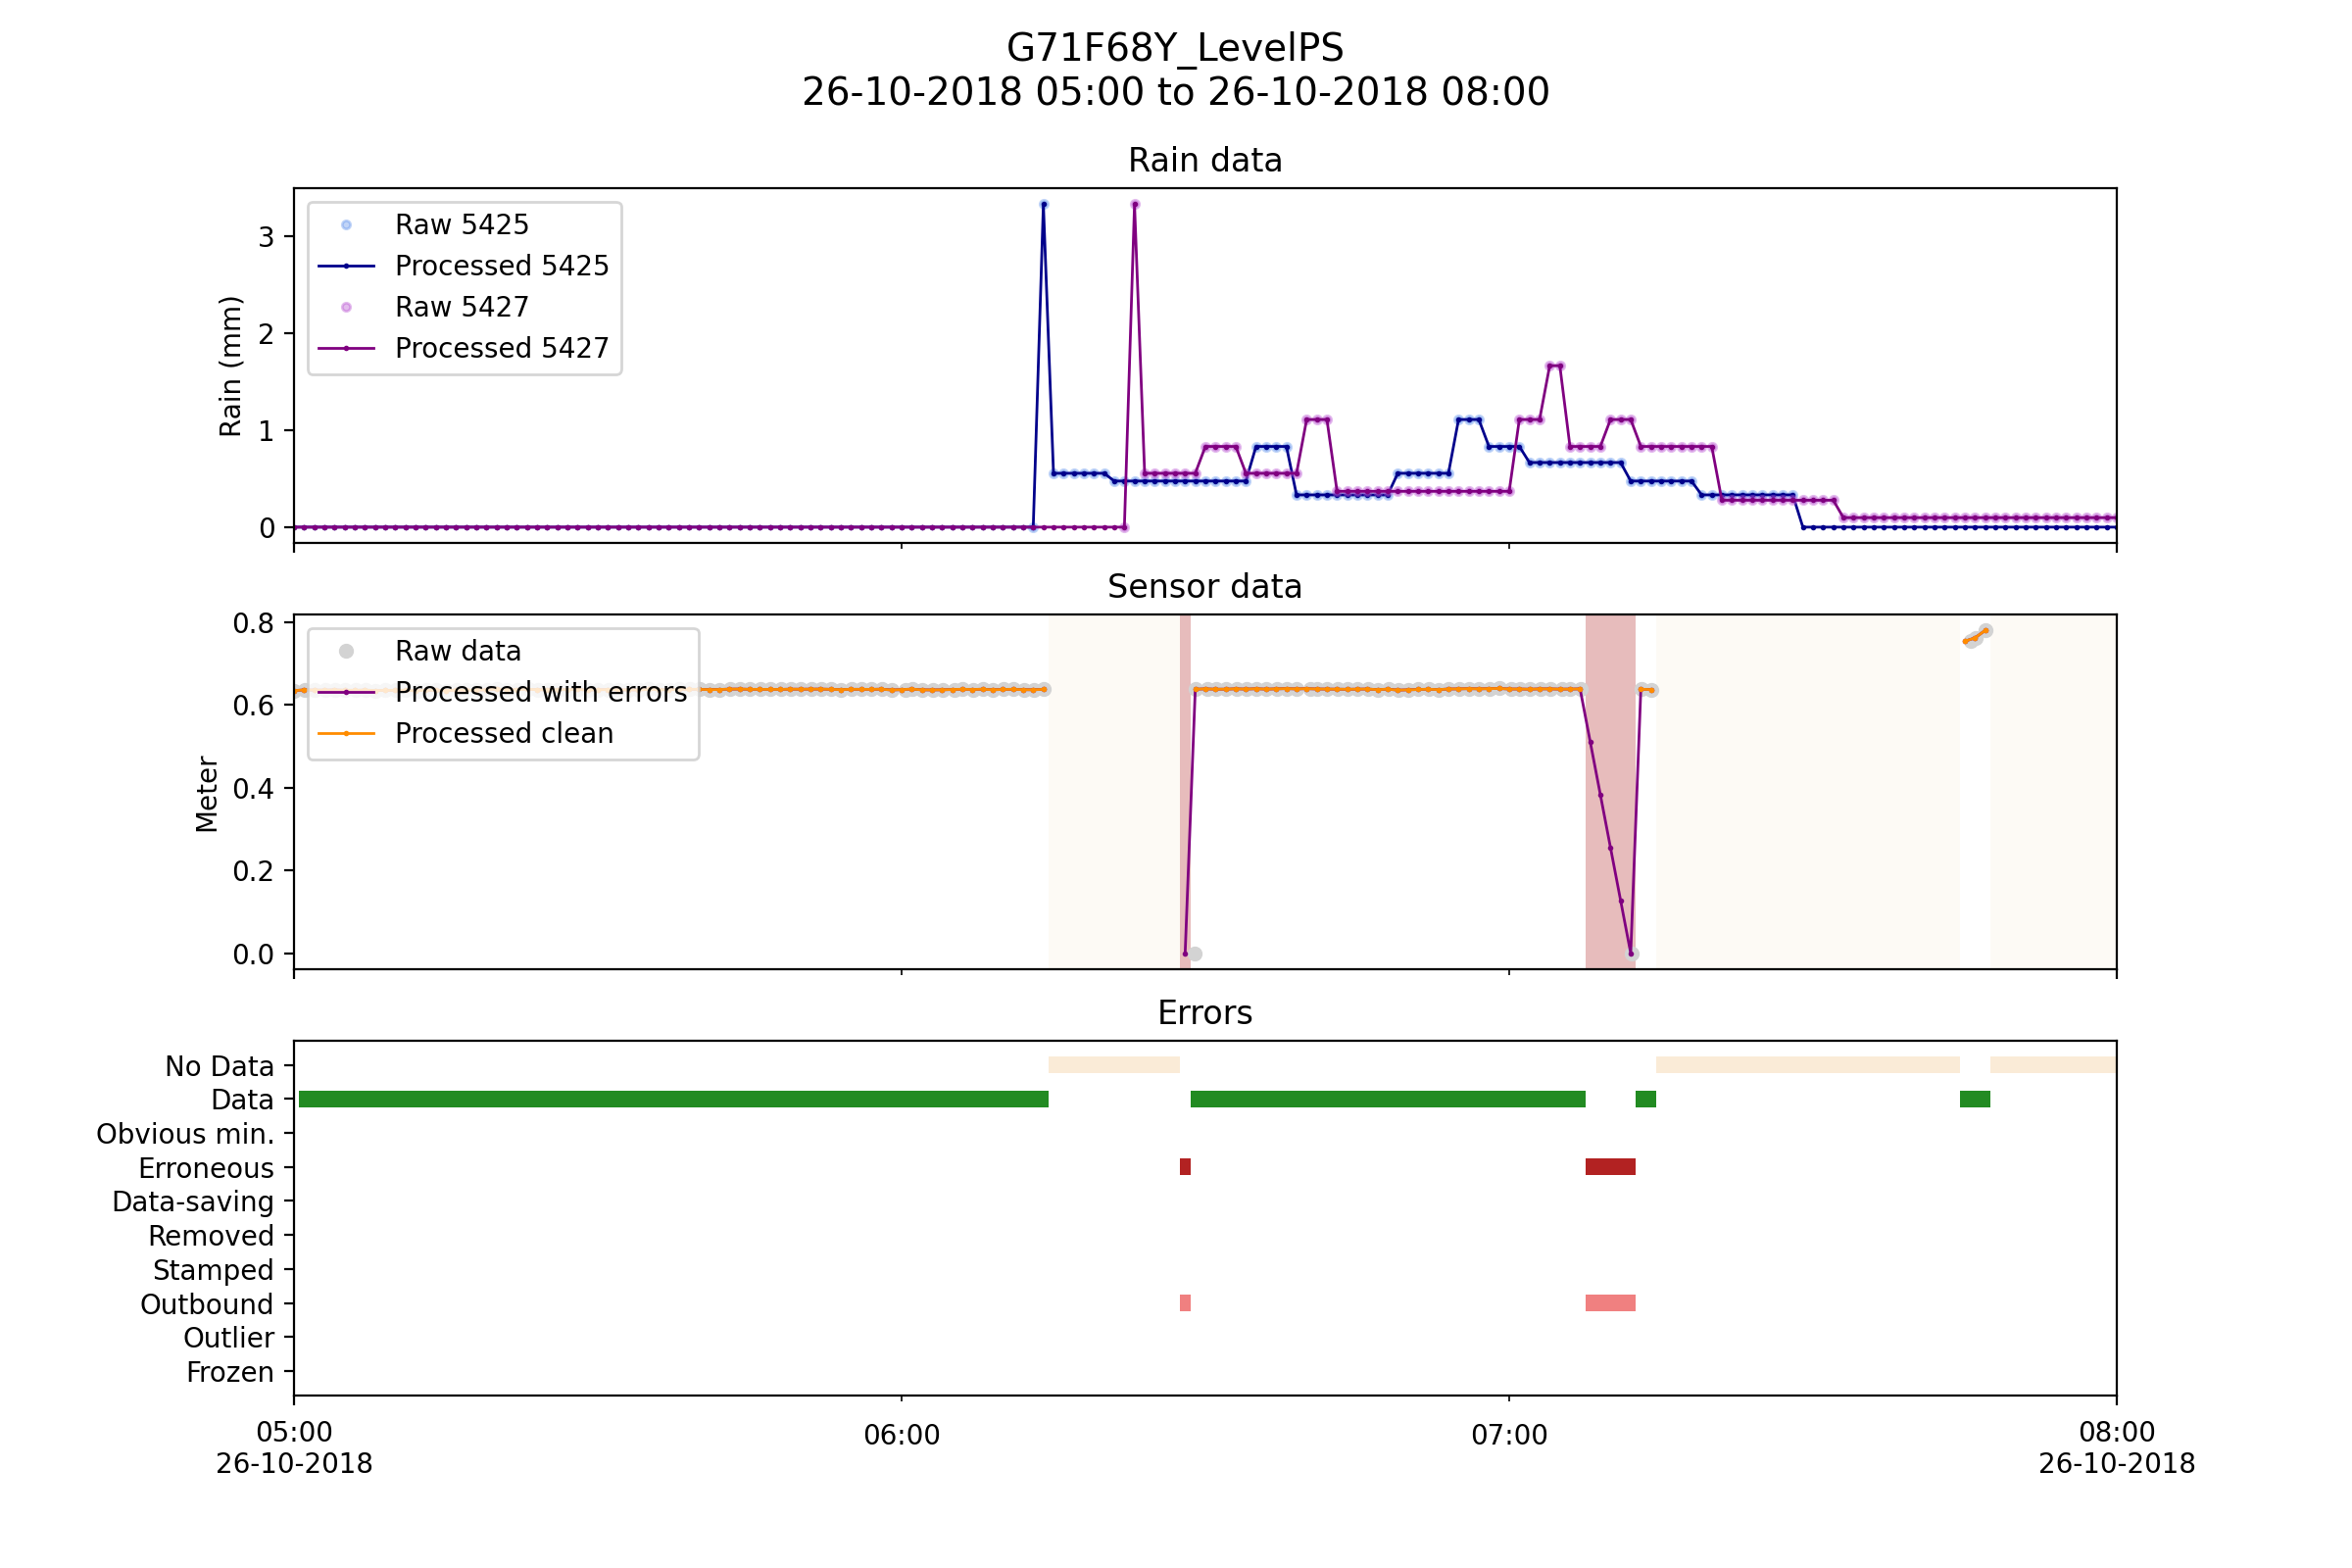 G71F68Y_LevelPS
26-10-2018 05:00 to 26-10-2018 08:00
Rain data
Rain (mm)
3
2
1
0
Raw 5425
Processed 5425
Raw 5427
Processed 5427
Sensor data
Meter
0.8
0.6
0.4
0.2
0.0
Raw data
Processed with errors
Processed clean
Errors
No Data
Data
Obvious min.
Erroneous
Data-saving
Removed
Stamped
Outbound
Outlier
Frozen
05:00
26-10-2018
06:00
07:00
08:00
26-10-2018